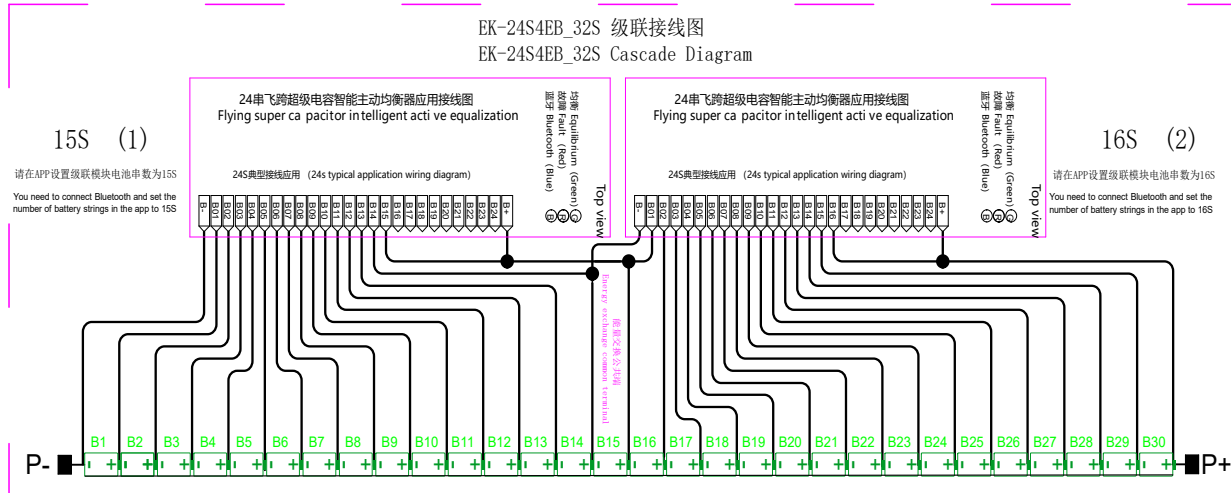 EK-24S4EB_32S 级联接线图
EK-24S4EB_32S Cascade Diagram
15S (1)
请在APP设置级联模块电池串数为15S
You need to connect Bluetooth and set the
number of battery strings in the app to 15S
24串飞跨超级电容智能主动均衡器应用接线图
Flying super ca pacitor in telligent acti ve equalization
均衡 Equilibrium (Green) G
故障 Fault (Red) R
蓝牙 Bluetooth (Blue) B
Top view
24S典型接线应用 (24s typical application wiring diagram)
B- B01 B02 B03 B04 B05 B06 B07 B08 B09 B10 B11 B12 B13 B14 B15 B16 B17 B18 B19 B20 B21 B22 B23 B24 B+
24串飞跨超级电容智能主动均衡器应用接线图
Flying super ca pacitor in telligent acti ve equalization
均衡 Equilibrium (Green) G
故障 Fault (Red) R
蓝牙 Bluetooth (Blue) B
Top view
24S典型接线应用 (24s typical application wiring diagram)
B- B01 B02 B03 B04 B05 B06 B07 B08 B09 B10 B11 B12 B13 B14 B15 B16 B17 B18 B19 B20 B21 B22 B23 B24 B+
16S (2)
请在APP设置级联模块电池串数为16S
You need to connect Bluetooth and set the
number of battery strings in the app to 16S
能量交换公共端
Energy exchange common terminal
B1 B2 B3 B4 B5 B6 B7 B8 B9 B10 B11 B12 B13 B14 B15 B16 B17 B18 B19 B20 B21 B22 B23 B24 B25 B26 B27 B28 B29 B30
P- P+